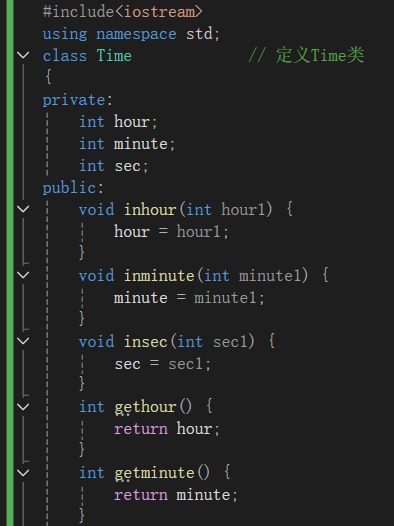 #include<iostream>
using namespace std;
class Time // 定义Time类
{
private:
int hour;
int minute;
int sec;
public:
void inhour(int hour1) {
hour = hour1;
}
void inminute(int minute1) {
minute = minute1;
}
void insec(int sec1) {
sec = sec1;
}
int gethour() {
return hour;
}
int getminute() {
return minute;
}